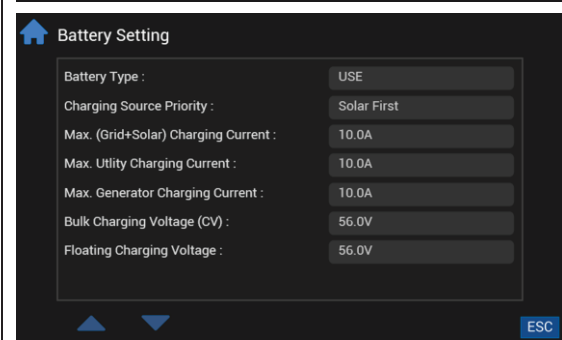 Battery Setting
Battery Type : USE
Charging Source Priority : Solar First
Max. (Grid+Solar) Charging Current : 10.0A
Max. Utlity Charging Current : 10.0A
Max. Generator Charging Current : 10.0A
Bulk Charging Voltage (CV) : 56.0V
Floating Charging Voltage : 56.0V
ESC